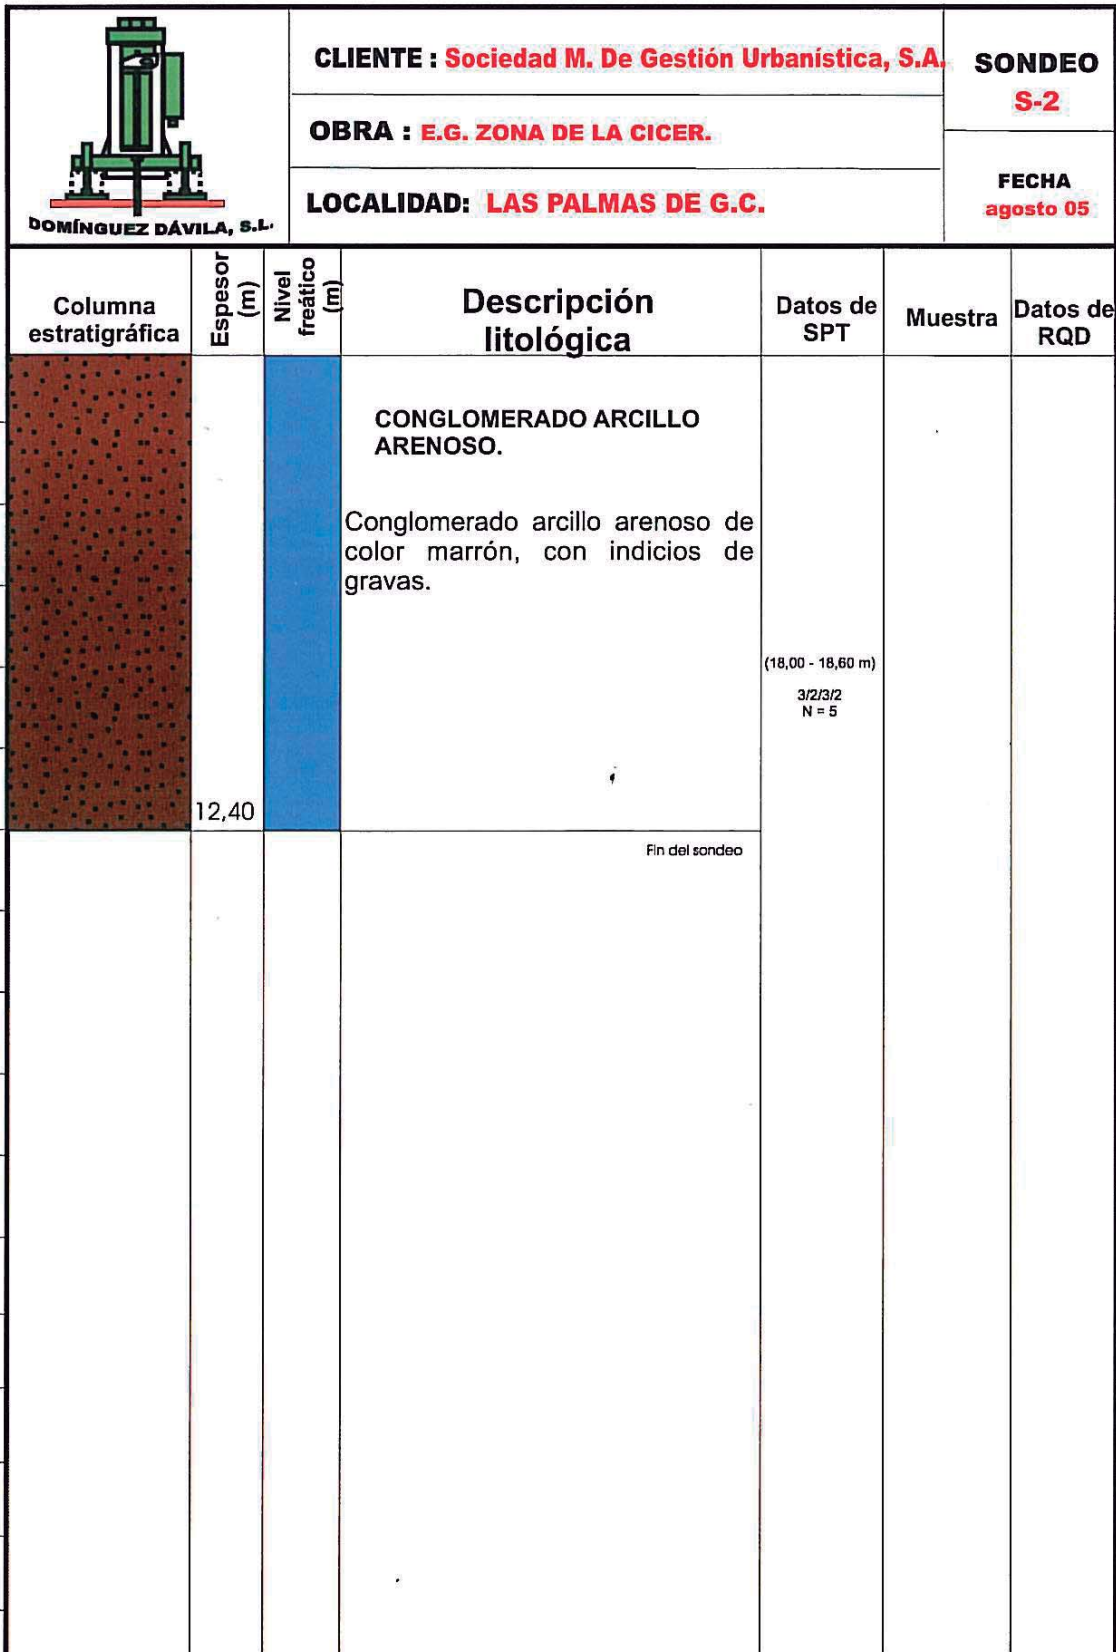 DOMÍNGUEZ DÁVILA, S.L.
CLIENTE : Sociedad M. De Gestión Urbanística, S.A.
OBRA : E.G. ZONA DE LA CICER.
LOCALIDAD: LAS PALMAS DE G.C.
SONDEO
S-2
FECHA
agosto 05
Columna
estratigráfica
Espesor
(m)
Nivel
freático
(m)
Descripción
litológica
Datos de
SPT
Muestra
Datos de
RQD
CONGLOMERADO ARCILLO
ARENOSO.
Conglomerado arcillo arenoso de
color marrón, con indicios de
gravas.
(18,00 - 18,60 m)
3/2/3/2
N = 5
12,40
Fin del sondeo